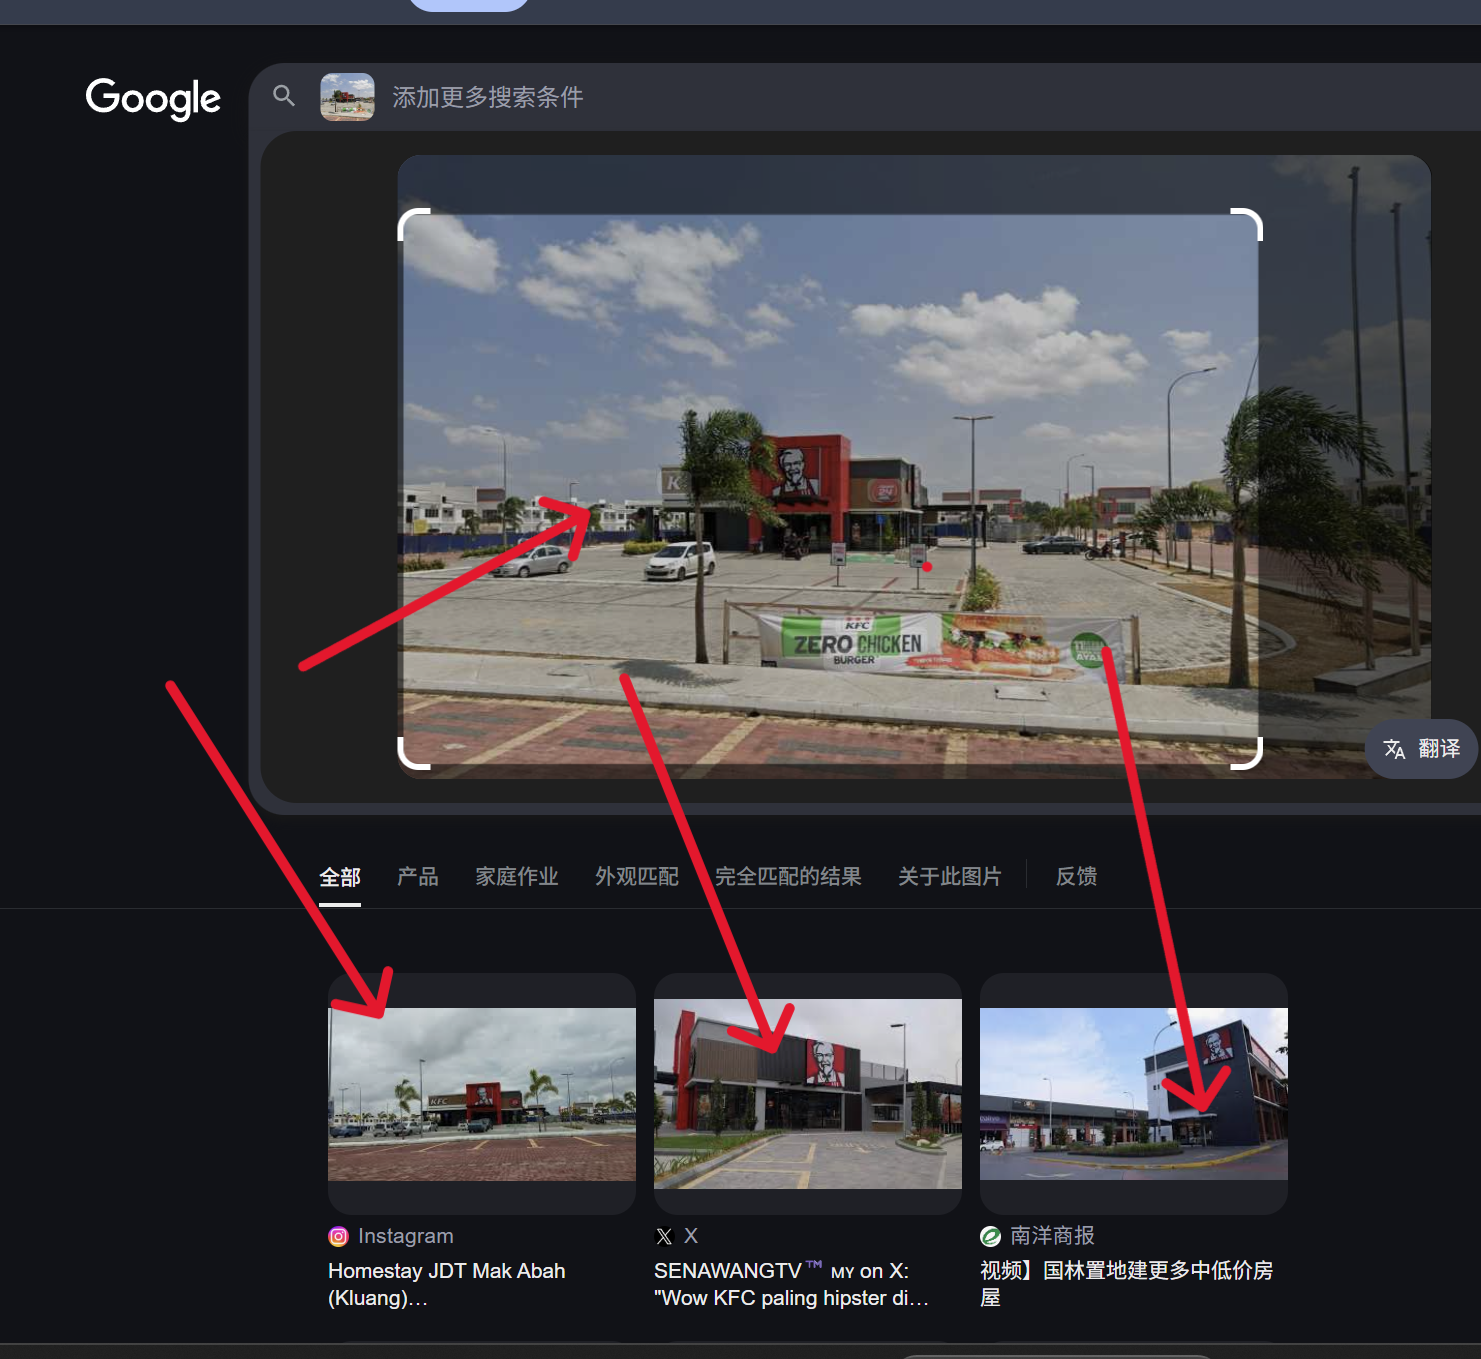 Google
添加更多搜索条件
K
24
KFC
ZERO CHICKEN
BURGER
翻译
全部 产品 家庭作业 外观匹配 完全匹配的结果 关于此图片 反馈
KFC
Instagram
Homestay JDT Mak Abah
(Kluang)...
X
SENAWANGTV™ MY on X:
"Wow KFC paling hipster di...
南洋商报
视频】国林置地建更多中低价房
屋